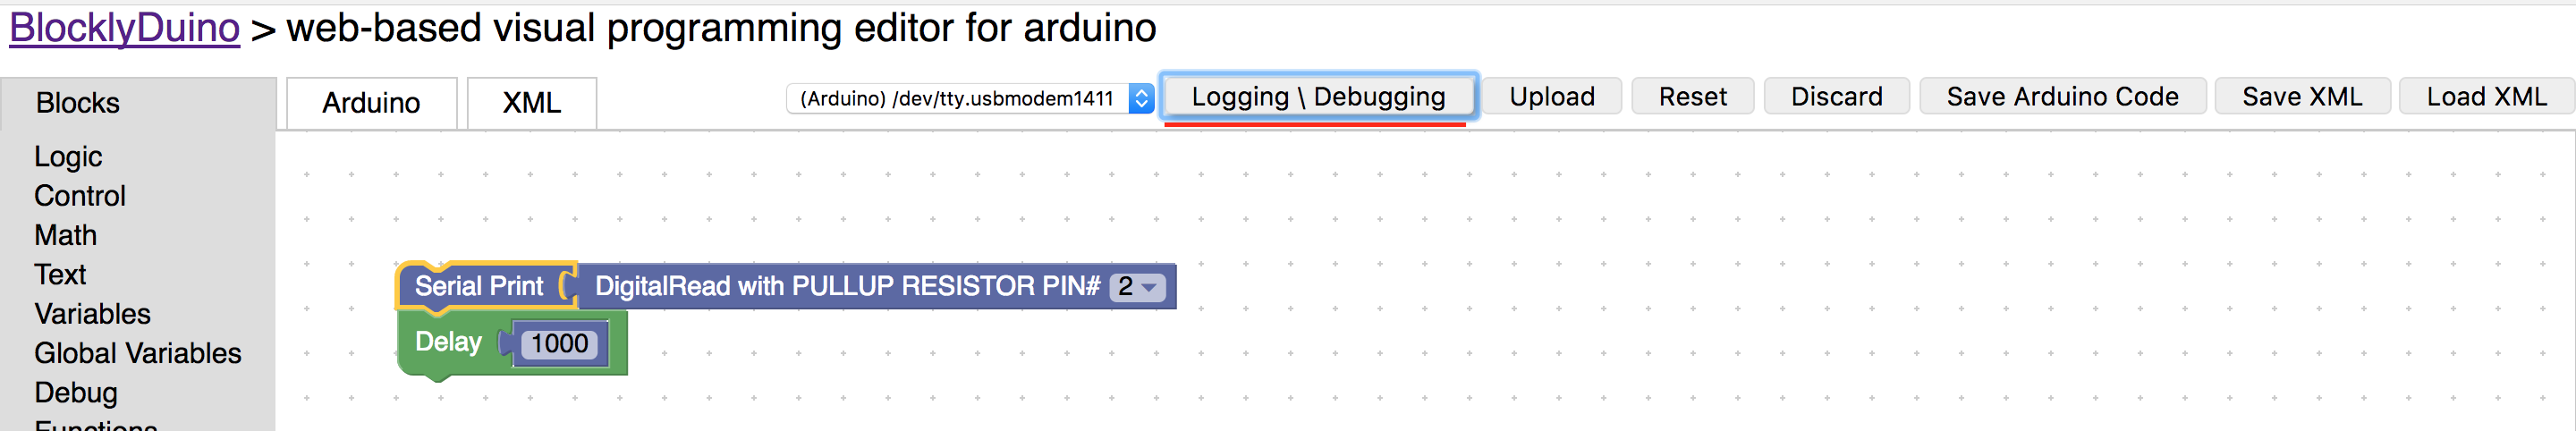 BlocklyDuino > web-based visual programming editor for arduino
Blocks
Arduino
XML
(Arduino) /dev/tty.usbmodem1411
Logging \ Debugging
Upload
Reset
Discard
Save Arduino Code
Save XML
Load XML
Logic
Control
Math
Text
Variables
Global Variables
Debug
Functions
Serial Print DigitalRead with PULLUP RESISTOR PIN# 2
Delay 1000